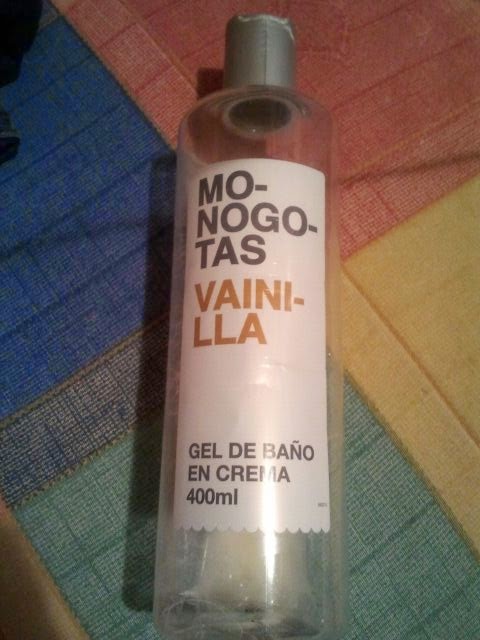 MO-
NOGO-
TAS
VAINI-
LLA
GEL DE BAÑO
EN CREMA
400ml